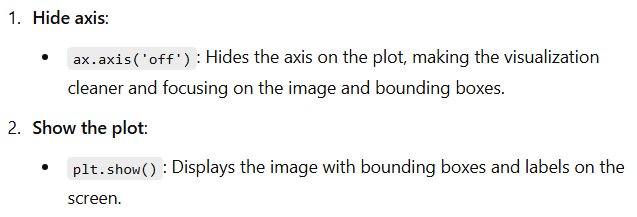 1. Hide axis:
• ax.axis('off') : Hides the axis on the plot, making the visualization
cleaner and focusing on the image and bounding boxes.
2. Show the plot:
• plt.show() : Displays the image with bounding boxes and labels on the
screen.